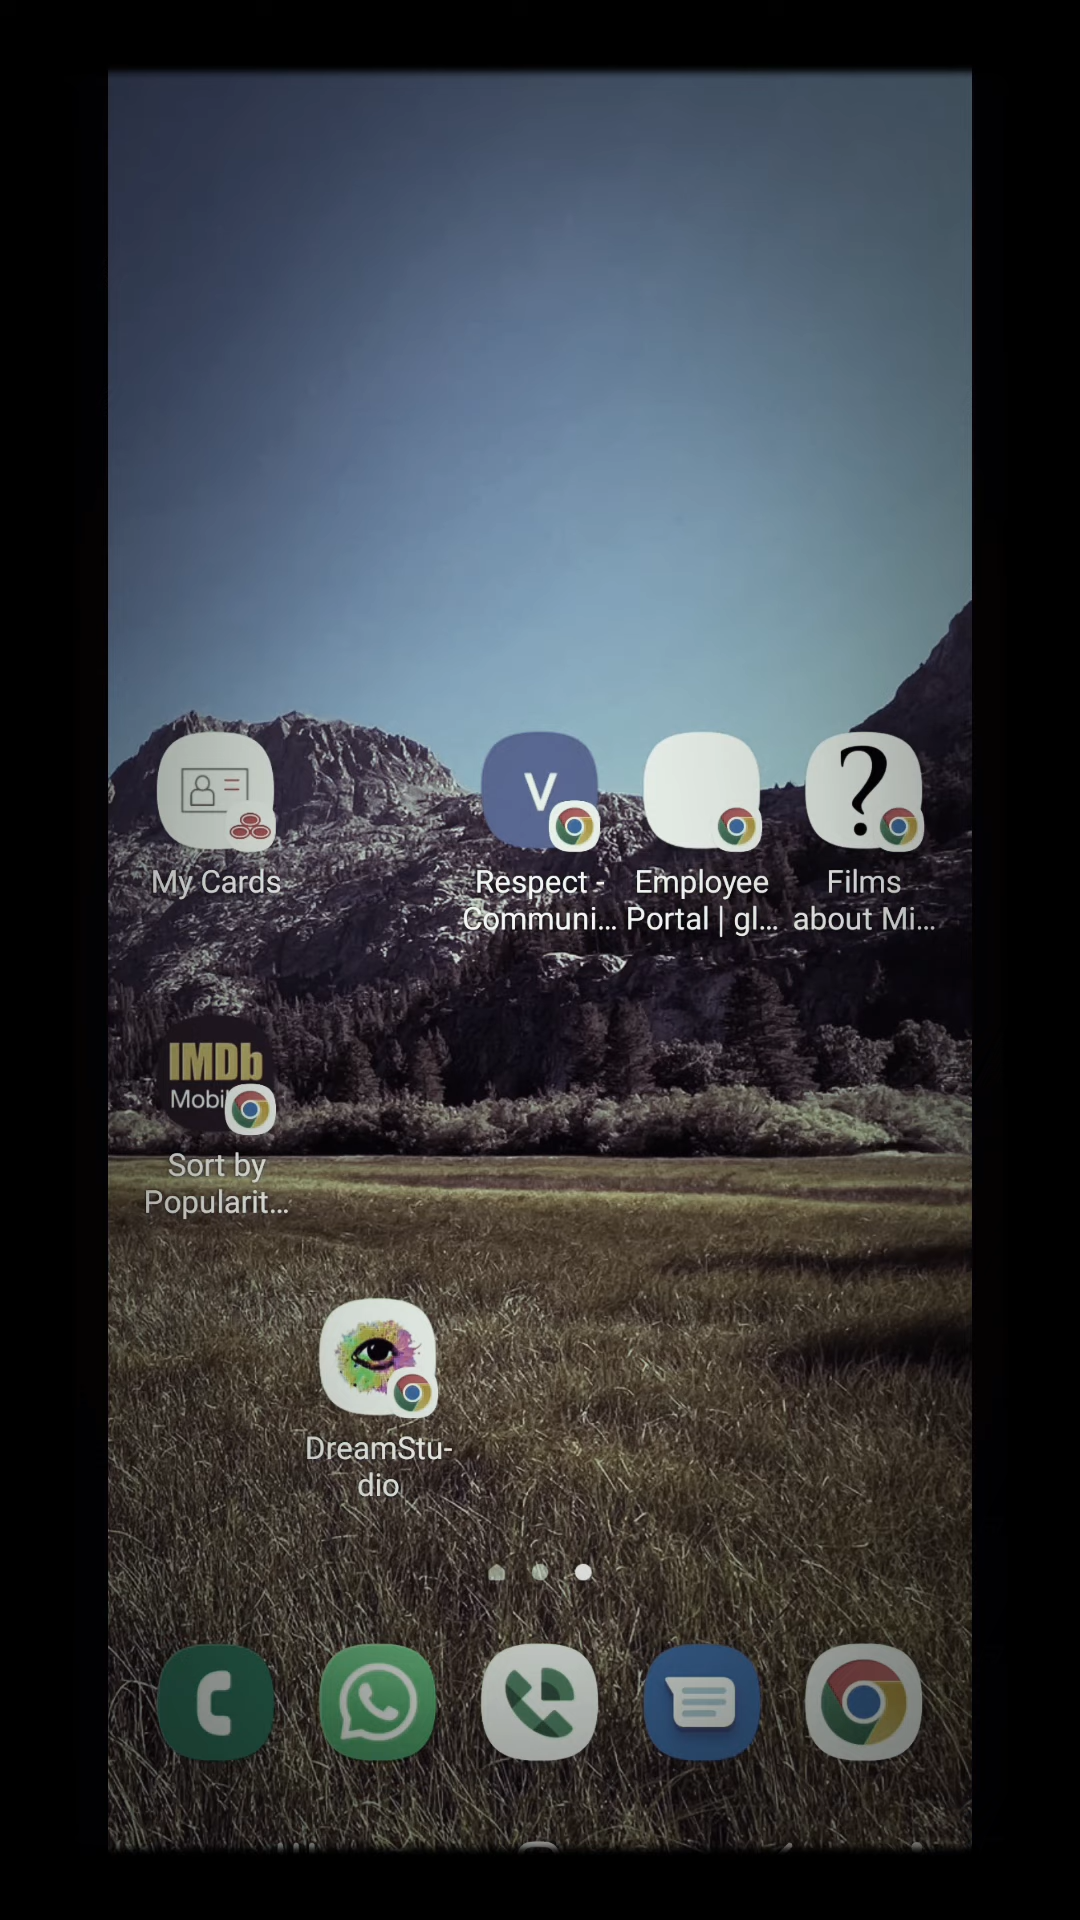 V
?
My Cards
Respect -
Communi...
Employee
Portal | gl...
Films
about Mi...
IMDb
Mobi
Sort by
Popularit...
DreamStu-
dio